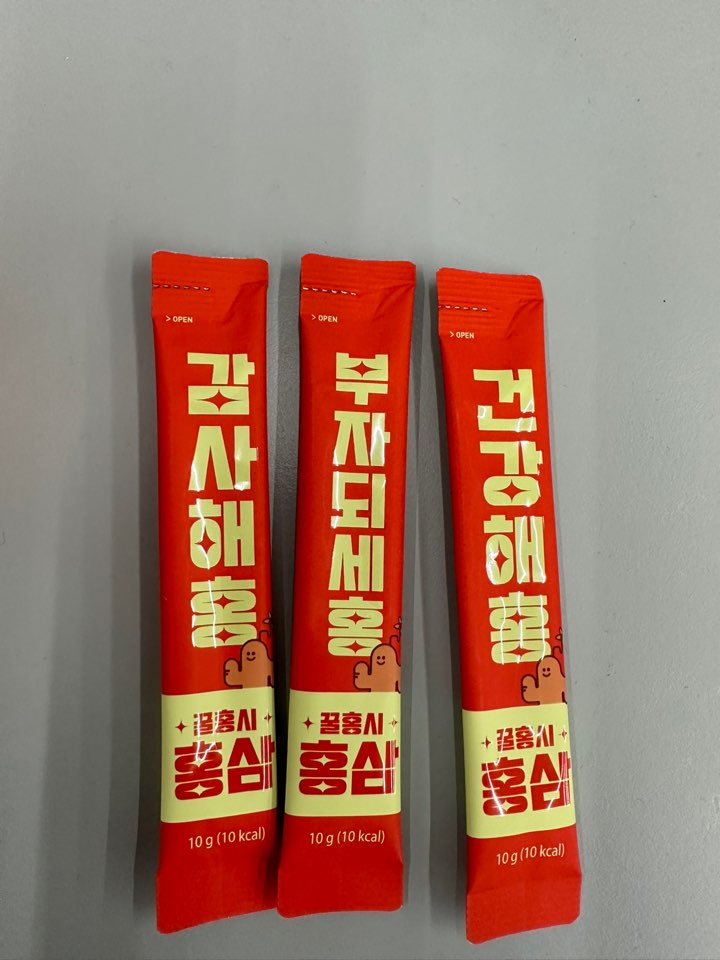 > OPEN
감사해홍
꿀홍시
홍삼
10 g (10 kcal)
> OPEN
부자되세홍
꿀홍시
홍삼
10 g (10 kcal)
> OPEN
건강해홍
꿀홍시
홍삼
10 g (10 kcal)